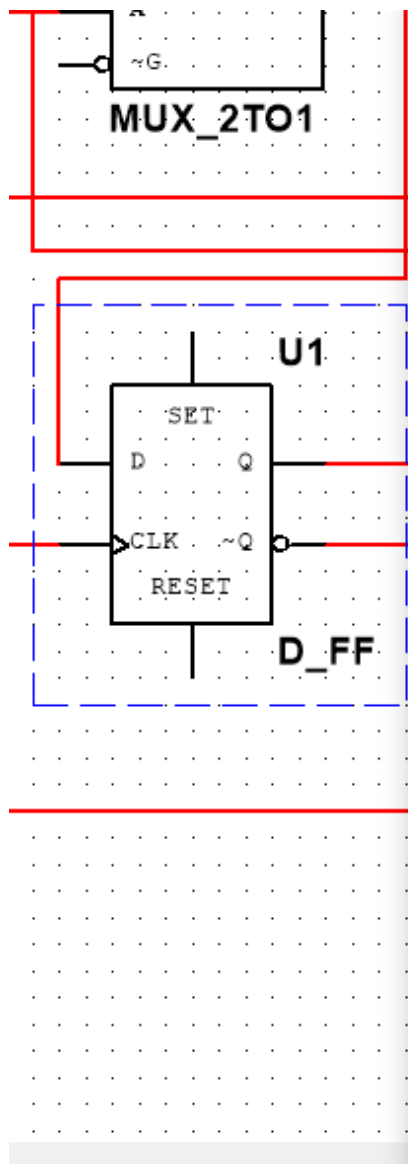 A
~G
MUX_2TO1
U1
SET
D Q
CLK ~Q
RESET
D_FF